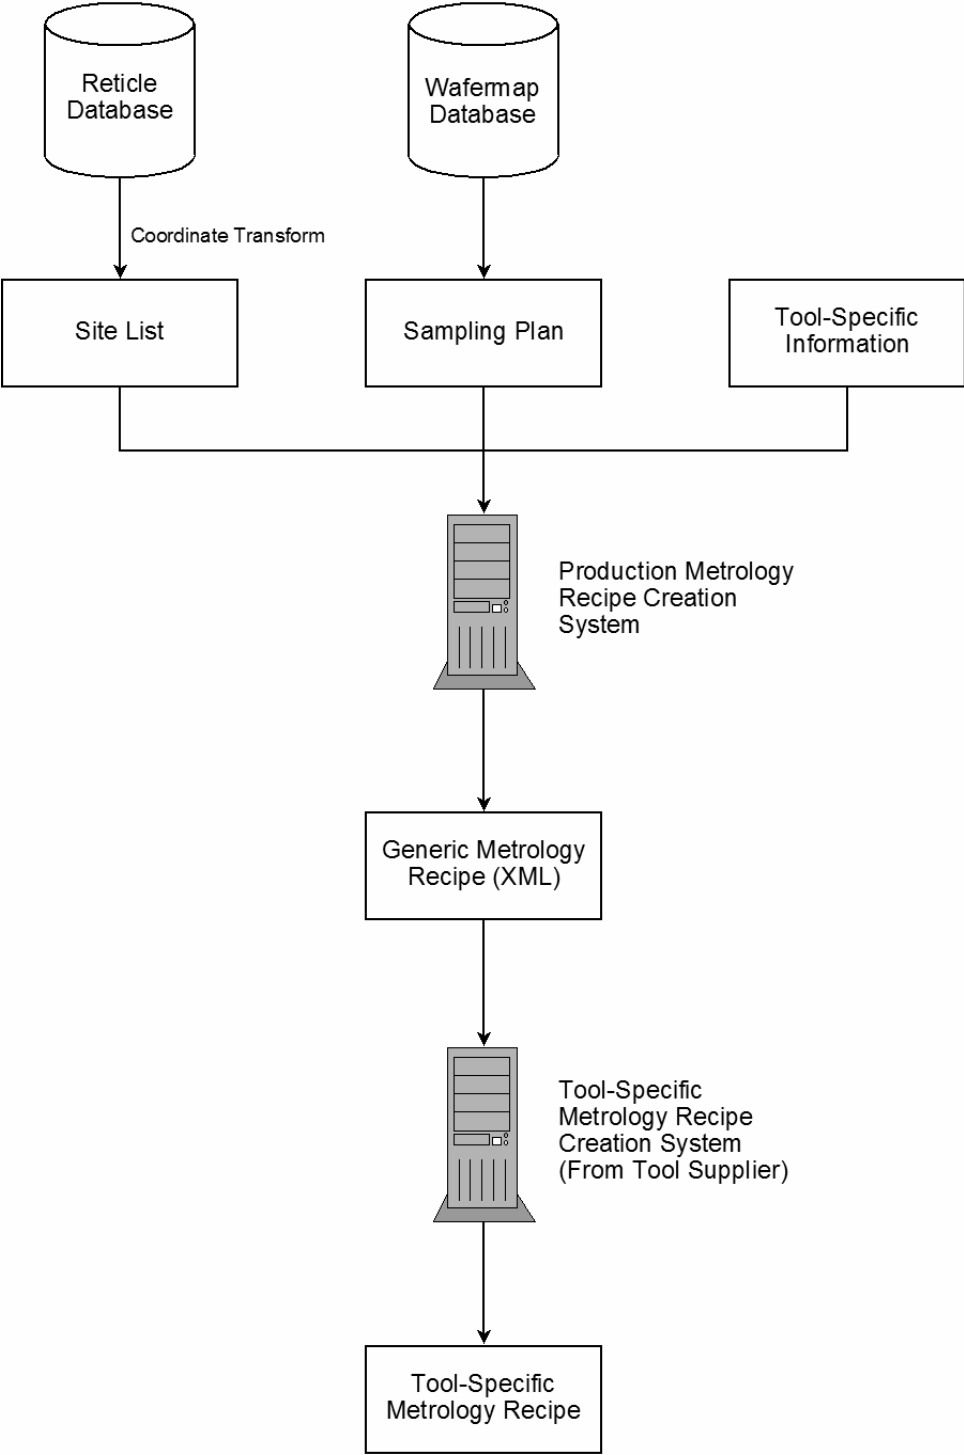 Reticle
Database
Wafermap
Database
Coordinate Transform
Site List
Sampling Plan
Tool-Specific
Information
Production Metrology
Recipe Creation
System
Generic Metrology
Recipe (XML)
Tool-Specific
Metrology Recipe
Creation System
(From Tool Supplier)
Tool-Specific
Metrology Recipe